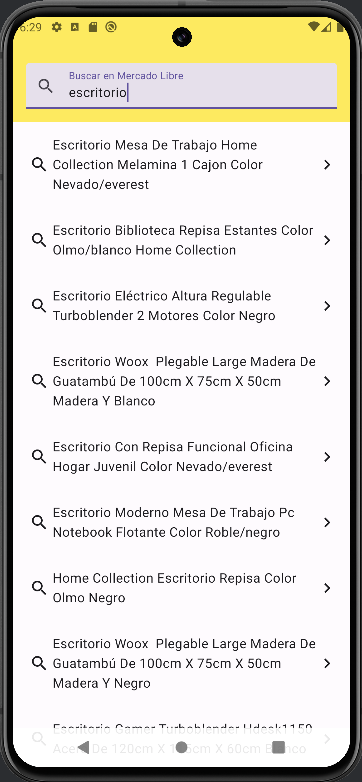 6:29
Buscar en Mercado Libre
escritorio
Escritorio Mesa De Trabajo Home
Collection Melamina 1 Cajon Color
Nevado/everest
Escritorio Biblioteca Repisa Estantes Color
Olmo/blanco Home Collection
Escritorio Eléctrico Altura Regulable
Turboblender 2 Motores Color Negro
Escritorio Woox  Plegable Large Madera De
Guatambú De 100cm X 75cm X 50cm
Madera Y Blanco
Escritorio Con Repisa Funcional Oficina
Hogar Juvenil Color Nevado/everest
Escritorio Moderno Mesa De Trabajo Pc
Notebook Flotante Color Roble/negro
Home Collection Escritorio Repisa Color
Olmo Negro
Escritorio Woox  Plegable Large Madera De
Guatambú De 100cm X 75cm X 50cm
Madera Y Negro
Escritorio Gamer Turboblender Hdesk1150
De 120cm X X 60cm